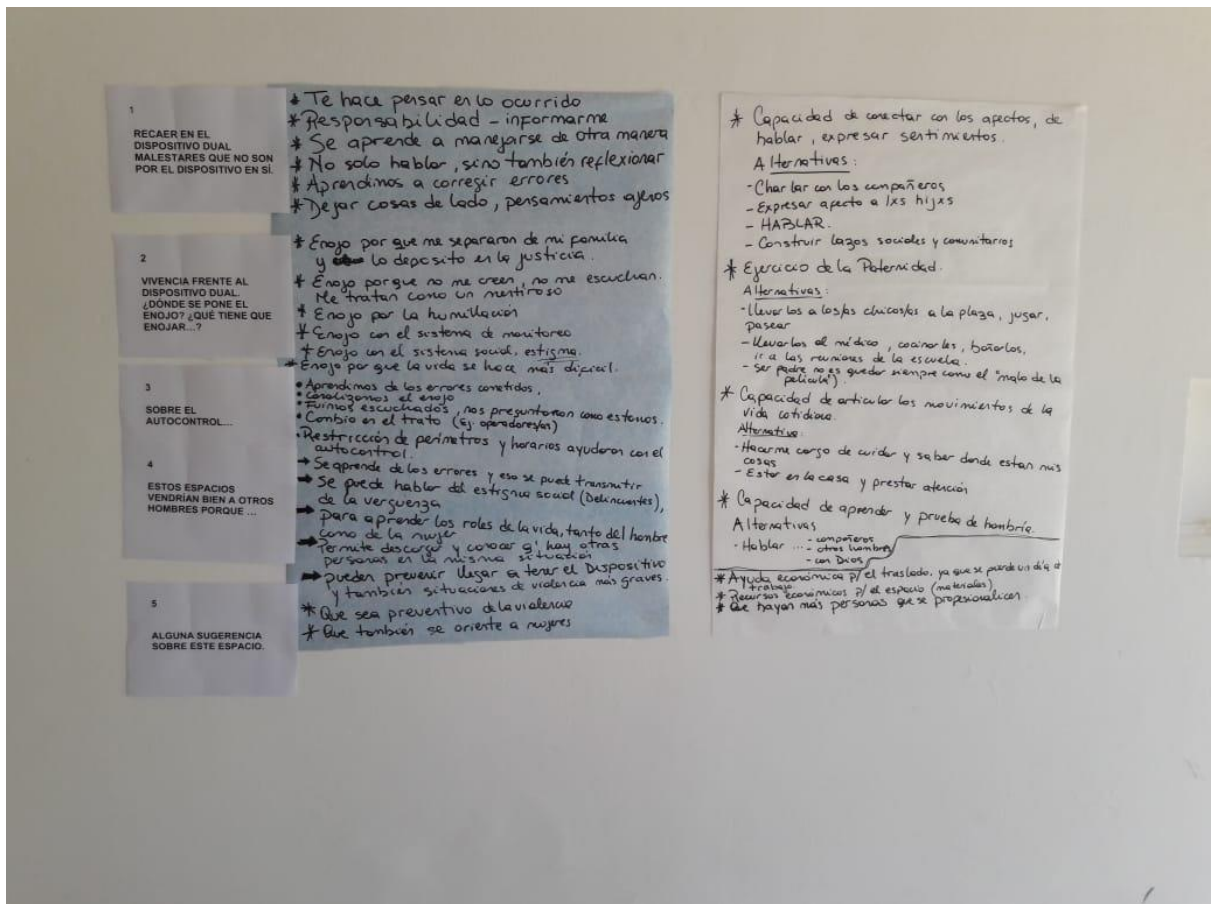 1
RECAER EN EL
DISPOSITIVO DUAL
MALESTARES QUE NO SON
POR EL DISPOSITIVO EN SÍ.
* Te hace pensar en lo ocurrido
* Responsabilidad - informarme
* Se aprende a manejarse de otra manera
* No solo hablar, sino también reflexionar
* Aprendimos a corregir errores
* Dejar cosas de lado, pensamientos ajenos
2
VIVENCIA FRENTE AL
DISPOSITIVO DUAL.
¿DÓNDE SE PONE EL
ENOJO? ¿QUÉ TIENE QUE
ENOJAR...?
* Enojo por que me separaron de mi familia
y lo deposito en la justicia.
* Enojo porque no me creen, no me escuchan.
Me tratan como un mentiroso
* Enojo por la humillación
* Enojo con el sistema de monitoreo
* Enojo con el sistema social, estigma.
* Enojo por que la vida se hace más dificil.
3
SOBRE EL
AUTOCONTROL...
• Aprendimos de los errores cometidos,
• Canalizamos el enojo
• Fuimos escuchados, nos preguntaron como estamos.
• Cambio en el trato (Ej. operadores/as)
• Restricción de perímetros y horarios ayudaron con el
autocontrol.
4
ESTOS ESPACIOS
VENDRÍAN BIEN A OTROS
HOMBRES PORQUE ...
→ Se aprende de los errores y eso se puede transmitir
→ Se puede hablar del estigma social (Delincuentes),
de la verguenza
→ para aprender los roles de la vida, tanto del hombre
como de la mujer
→ Permite descargar y conocer q' hay otras
personas en la misma situación
→ pueden prevenir llegar a tener el Dispositivo
y también situaciones de violencia más graves.
5
ALGUNA SUGERENCIA
SOBRE ESTE ESPACIO.
* Que sea preventivo de la violencia
* Que también se oriente a mujeres
* Capacidad de conectar con los afectos, de
hablar, expresar sentimientos.
Alternativas:
- Charlar con los compañeros
- Expresar afecto a lxs hijxs
- HABLAR.
- Construir lazos sociales y comunitarios
* Ejercicio de la Paternidad.
Alternativas:
- Llevarlos a los/as chicos/as a la plaza, jugar,
pasear
- Llevarlos al médico, cocinarles, bañarlos,
ir a las reuniones de la escuela.
- Ser padre no es quedar siempre como el "malo de la
película").
* Capacidad de articular los movimientos de la
vida cotidiana.
Alternativa:
- Hacerme cargo de cuidar y saber donde estan mis
cosas
- Estar en la casa y prestar atención
* Capacidad de aprender y prueba de hombría.
Alternativas
- Hablar ... - compañeros
- otros hombres
- con Dios
* Ayuda económica p/ el traslado, ya que se pierde un día de
trabajo.
* Recursos económicos p/ el espacio (materiales)
* Que hayan más personas que se profesionalicen.